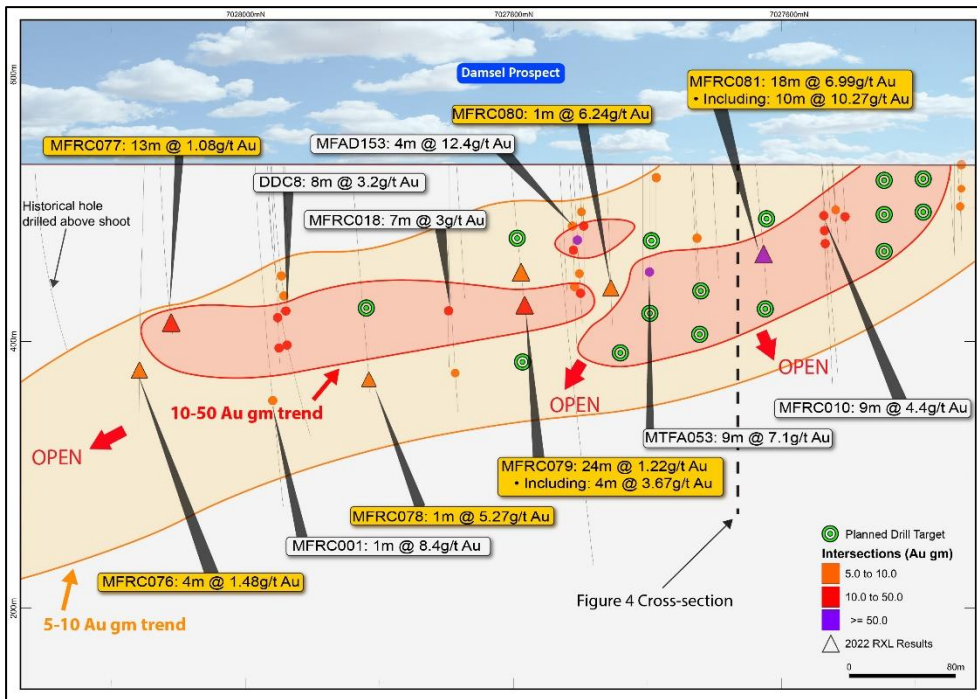 7028000mN
7027800mN
7027600mN
600m
400m
200m
Damsel Prospect
MFRC081: 18m @ 6.99g/t Au
• Including: 10m @ 10.27g/t Au
MFRC080: 1m @ 6.24g/t Au
MFAD153: 4m @ 12.4g/t Au
MFRC077: 13m @ 1.08g/t Au
DDC8: 8m @ 3.2g/t Au
MFRC018: 7m @ 3g/t Au
Historical hole
drilled above shoot
OPEN
OPEN
OPEN
10-50 Au gm trend
MFRC010: 9m @ 4.4g/t Au
MTFA053: 9m @ 7.1g/t Au
MFRC079: 24m @ 1.22g/t Au
• Including: 4m @ 3.67g/t Au
MFRC078: 1m @ 5.27g/t Au
MFRC001: 1m @ 8.4g/t Au
MFRC076: 4m @ 1.48g/t Au
5-10 Au gm trend
Figure 4 Cross-section
Planned Drill Target
Intersections (Au gm)
5.0 to 10.0
10.0 to 50.0
>= 50.0
2022 RXL Results
0 80m